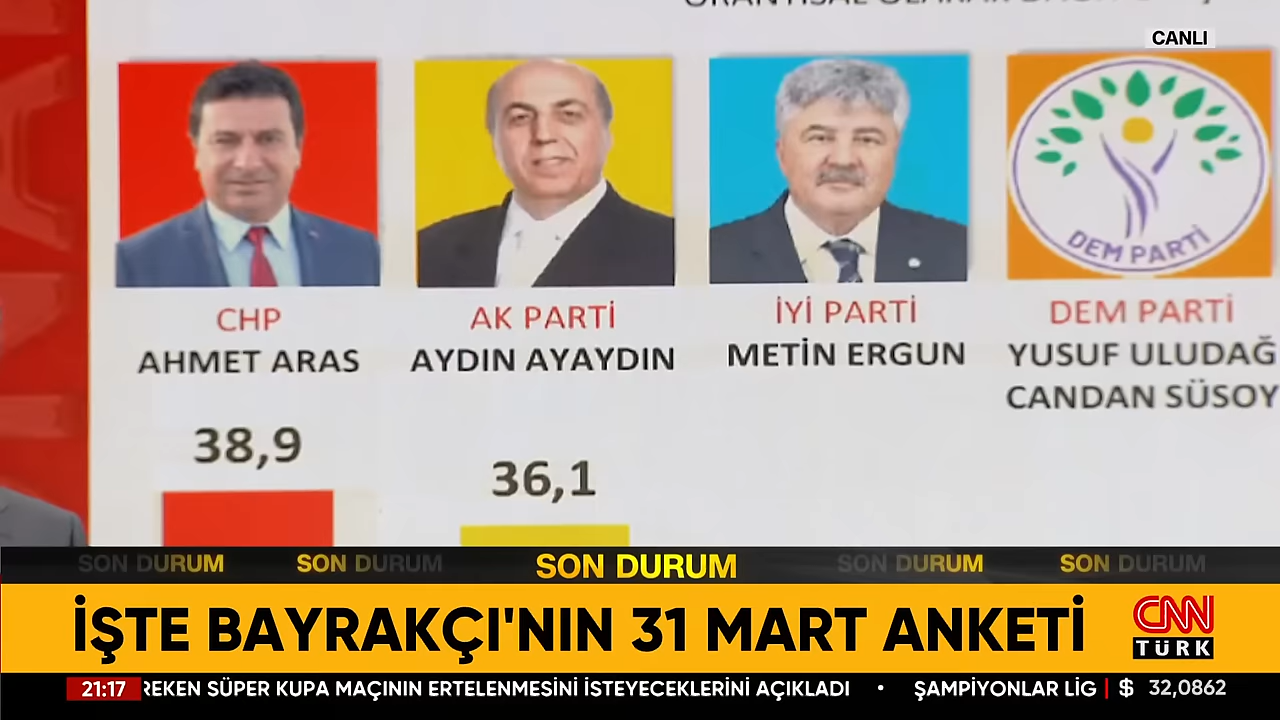 CANLI
DEM PARTİ
CHP
AHMET ARAS
38,9
AK PARTİ
AYDIN AYAYDIN
36,1
İYİ PARTİ
METİN ERGUN
DEM PARTİ
YUSUF ULUDAĞ
CANDAN SÜSOY
SON DURUM SON DURUM SON DURUM SON DURUM SON DURUM
İŞTE BAYRAKÇI'NIN 31 MART ANKETİ
CNN
TÜRK
21:17 REKEN SÜPER KUPA MAÇININ ERTELENMESİNİ İSTEYECEKLERİNİ AÇIKLADI • ŞAMPİYONLAR LİG $ 32,0862